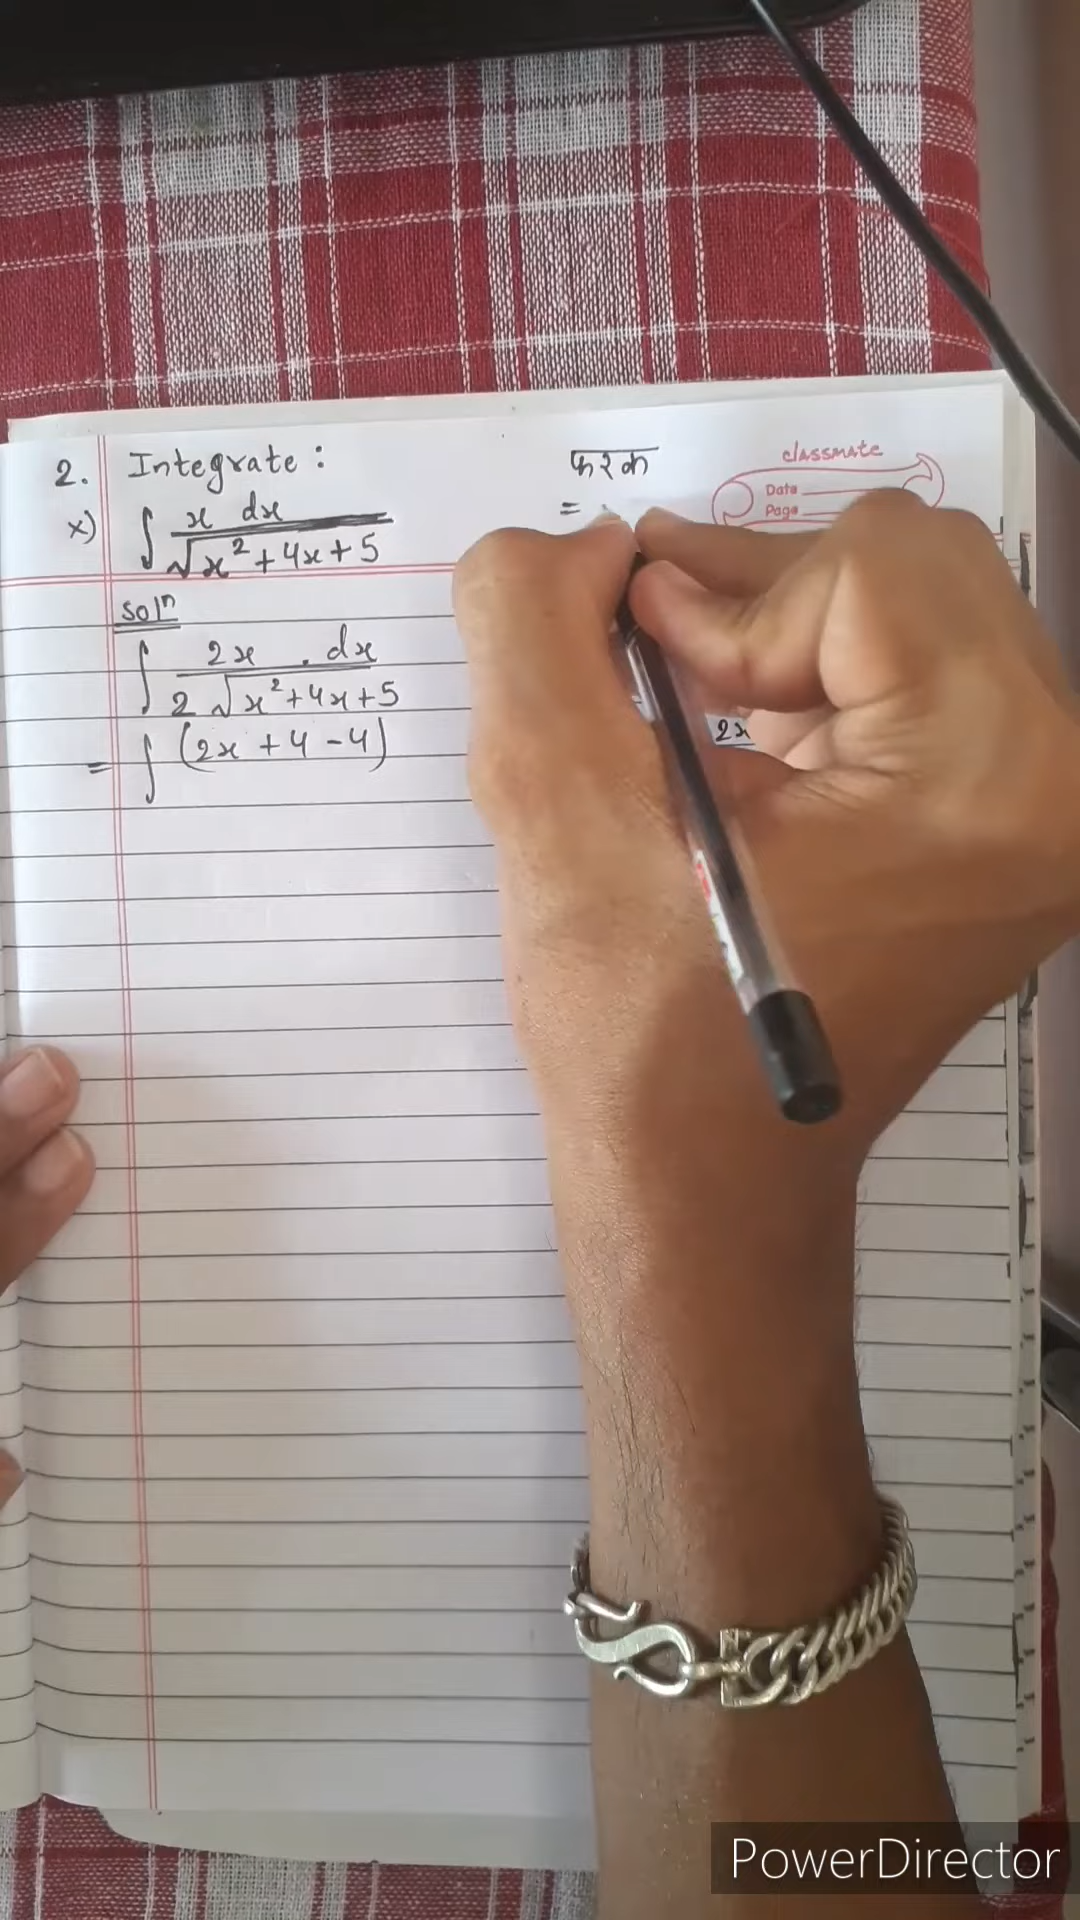 2. Integrate :
फरक
classmate
Date
Page
=
x) ∫ x dx / √x²+4x+5
Solⁿ
∫ 2x . dx / 2 √x²+4x+5
2x
= ∫ (2x + 4 - 4)
PowerDirector